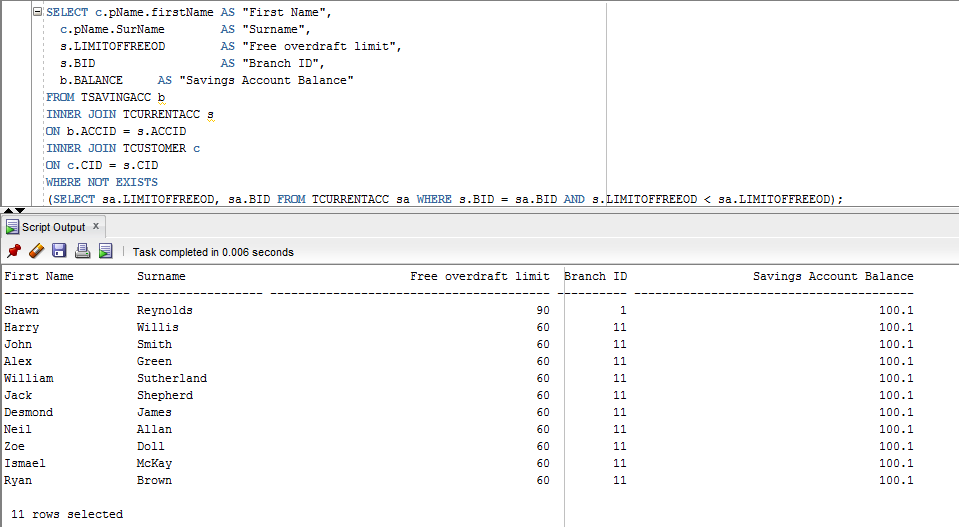 SELECT c.pName.firstName AS "First Name",
c.pName.SurName AS "Surname",
s.LIMITOFFREEOD AS "Free overdraft limit",
s.BID AS "Branch ID",
b.BALANCE AS "Savings Account Balance"
FROM TSAVINGACC b
INNER JOIN TCURRENTACC s
ON b.ACCID = s.ACCID
INNER JOIN TCUSTOMER c
ON c.CID = s.CID
WHERE NOT EXISTS
(SELECT sa.LIMITOFFREEOD, sa.BID FROM TCURRENTACC sa WHERE s.BID = sa.BID AND s.LIMITOFFREEOD < sa.LIMITOFFREEOD);
Script Output x
Task completed in 0.006 seconds
First Name Surname Free overdraft limit Branch ID Savings Account Balance
Shawn Reynolds 90 1 100.1
Harry Willis 60 11 100.1
John Smith 60 11 100.1
Alex Green 60 11 100.1
William Sutherland 60 11 100.1
Jack Shepherd 60 11 100.1
Desmond James 60 11 100.1
Neil Allan 60 11 100.1
Zoe Doll 60 11 100.1
Ismael McKay 60 11 100.1
Ryan Brown 60 11 100.1
11 rows selected